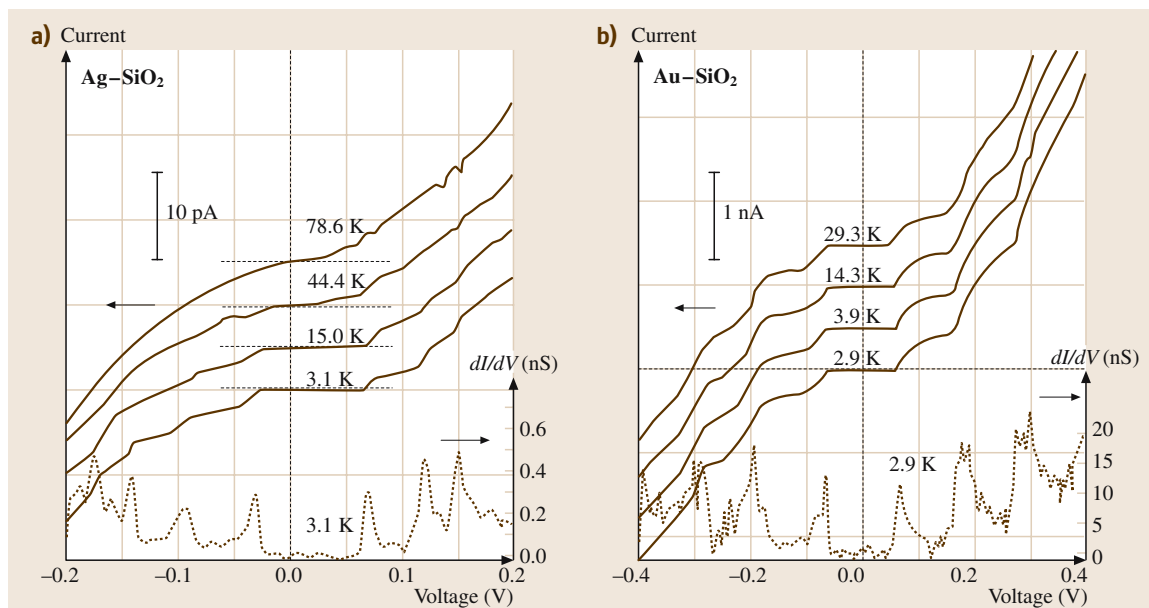 a) Current
Ag–SiO₂
10 pA
78.6 K
44.4 K
15.0 K
3.1 K
dI/dV (nS)
0.6
0.4
0.2
0.0
3.1 K
–0.2
–0.1
0.0
0.1
0.2
Voltage (V)
b) Current
Au–SiO₂
1 nA
29.3 K
14.3 K
3.9 K
2.9 K
dI/dV (nS)
20
15
10
5
0
2.9 K
–0.4
–0.2
0.0
0.2
0.4
Voltage (V)